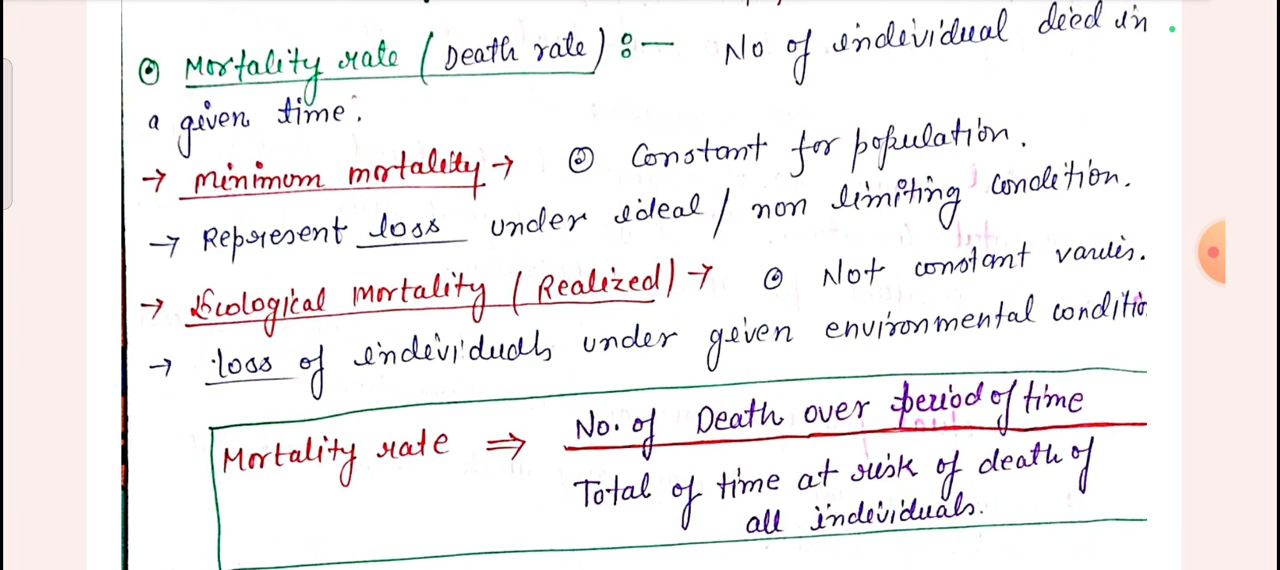 Mortality rate (Death rate) :- No of individual died in
a given time.
→ Minimum mortality → Constant for population.
→ Represent loss under ideal / non limiting condition.
→ Ecological Mortality (Realized) → Not constant varies.
→ loss of individuals under given environmental conditio
No. of Death over period of time
Mortality rate ⇒
Total of time at risk of death of
all individuals.